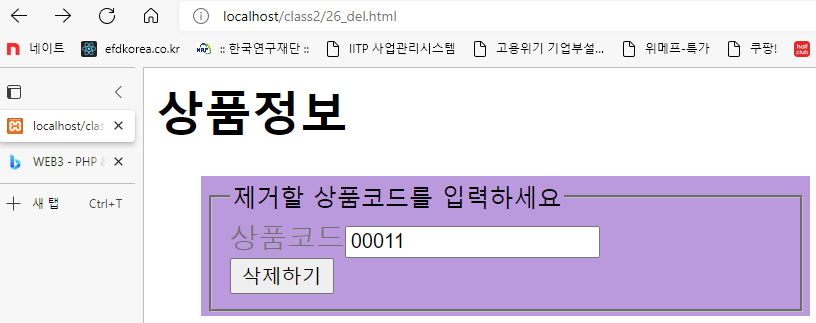 localhost/class2/26_del.html
네이트 efdkorea.co.kr :: 한국연구재단 :: IITP 사업관리시스템 고용위기 기업부설... 위메프-특가 쿠팡! half club
localhost/clas
WEB3 - PHP &
새 탭 Ctrl+T
상품정보
제거할 상품코드를 입력하세요
상품코드 00011
삭제하기